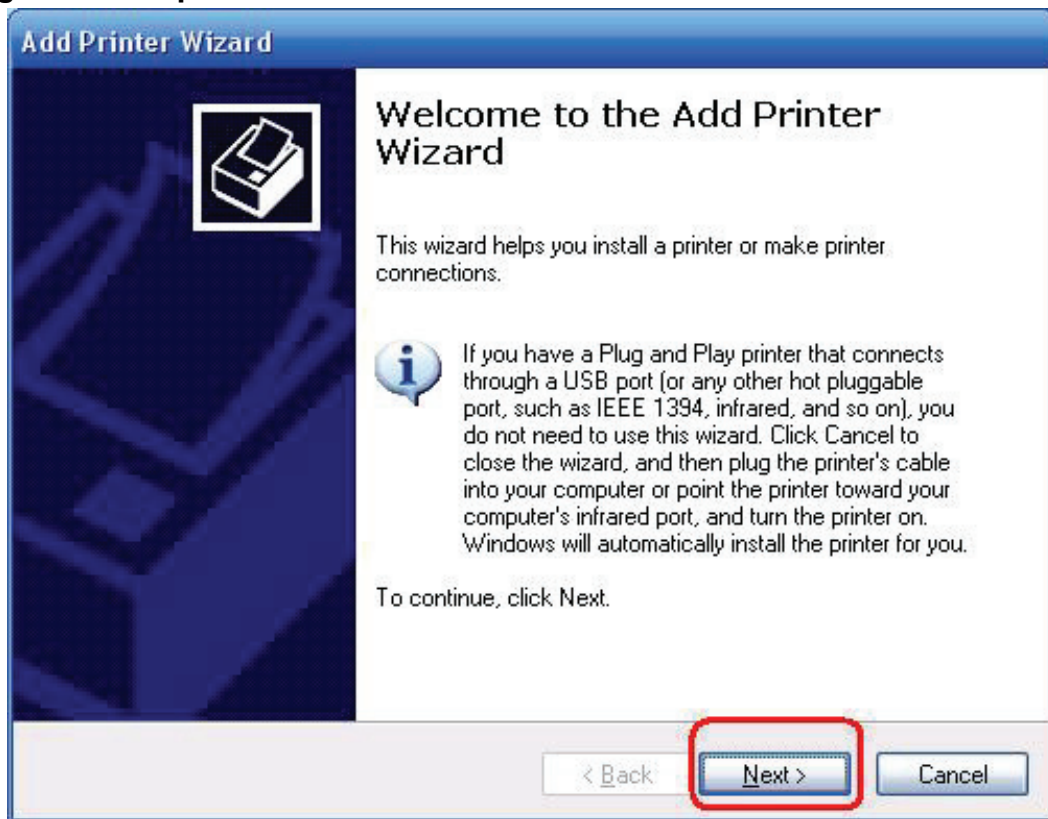 Add Printer Wizard
Welcome to the Add Printer
Wizard
This wizard helps you install a printer or make printer
connections.
If you have a Plug and Play printer that connects
through a USB port (or any other hot pluggable
port, such as IEEE 1394, infrared, and so on), you
do not need to use this wizard. Click Cancel to
close the wizard, and then plug the printer's cable
into your computer or point the printer toward your
computer's infrared port, and turn the printer on.
Windows will automatically install the printer for you.
To continue, click Next.
< Back Next > Cancel